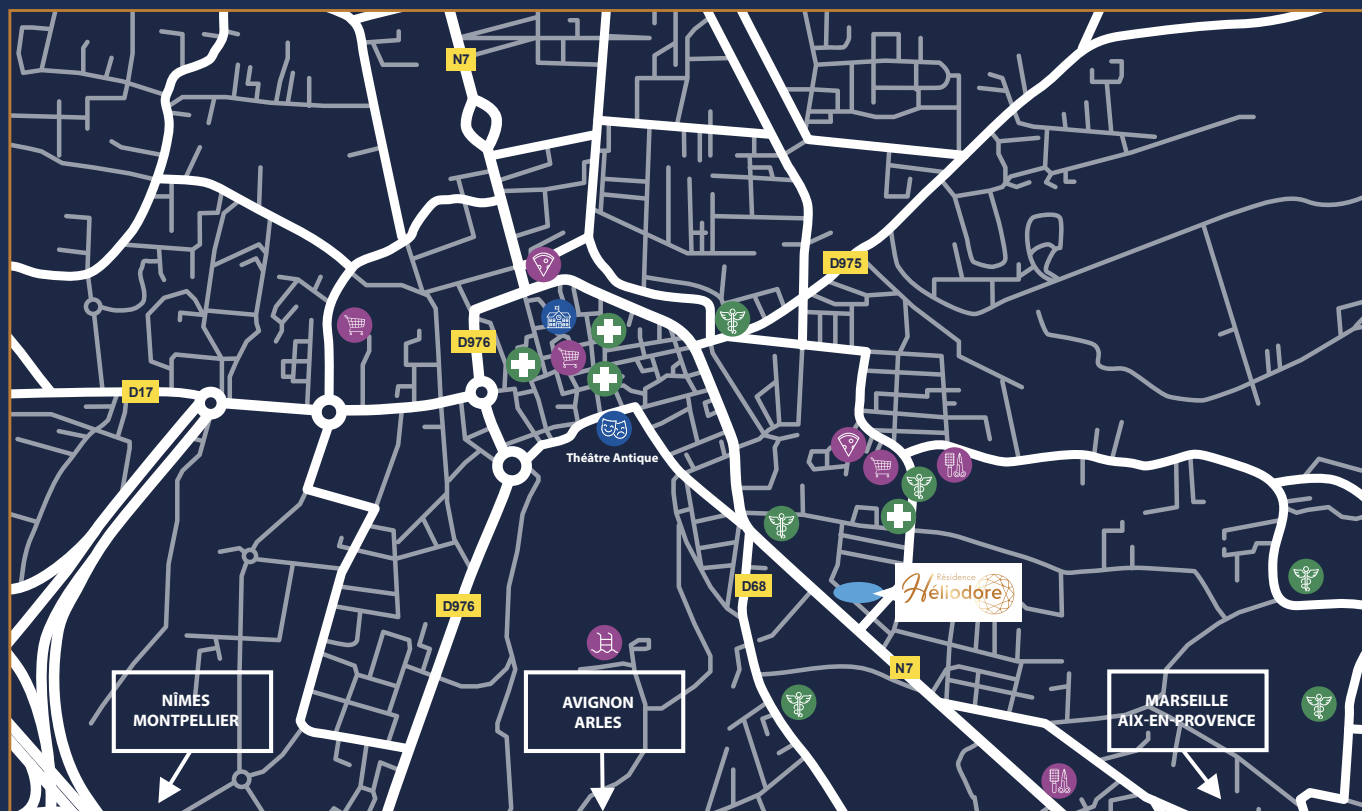 N7
D975
D976
D17
Théâtre Antique
Résidence
Héliodore
D68
D976
N7
NÎMES
MONTPELLIER
AVIGNON
ARLES
MARSEILLE
AIX-EN-PROVENCE